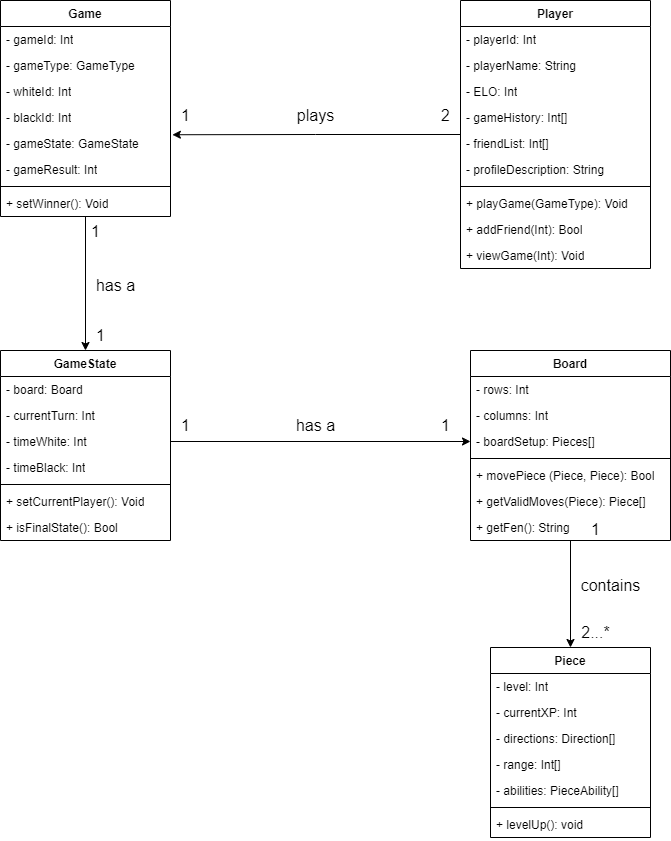 Game
- gameId: Int
- gameType: GameType
- whiteId: Int
- blackId: Int
- gameState: GameState
- gameResult: Int
+ setWinner(): Void
1
plays
2
Player
- playerId: Int
- playerName: String
- ELO: Int
- gameHistory: Int[]
- friendList: Int[]
- profileDescription: String
+ playGame(GameType): Void
+ addFriend(Int): Bool
+ viewGame(Int): Void
1
has a
1
GameState
- board: Board
- currentTurn: Int
- timeWhite: Int
- timeBlack: Int
+ setCurrentPlayer(): Void
+ isFinalState(): Bool
1
has a
1
Board
- rows: Int
- columns: Int
- boardSetup: Pieces[]
+ movePiece (Piece, Piece): Bool
+ getValidMoves(Piece): Piece[]
+ getFen(): String
1
contains
2...*
Piece
- level: Int
- currentXP: Int
- directions: Direction[]
- range: Int[]
- abilities: PieceAbility[]
+ levelUp(): void